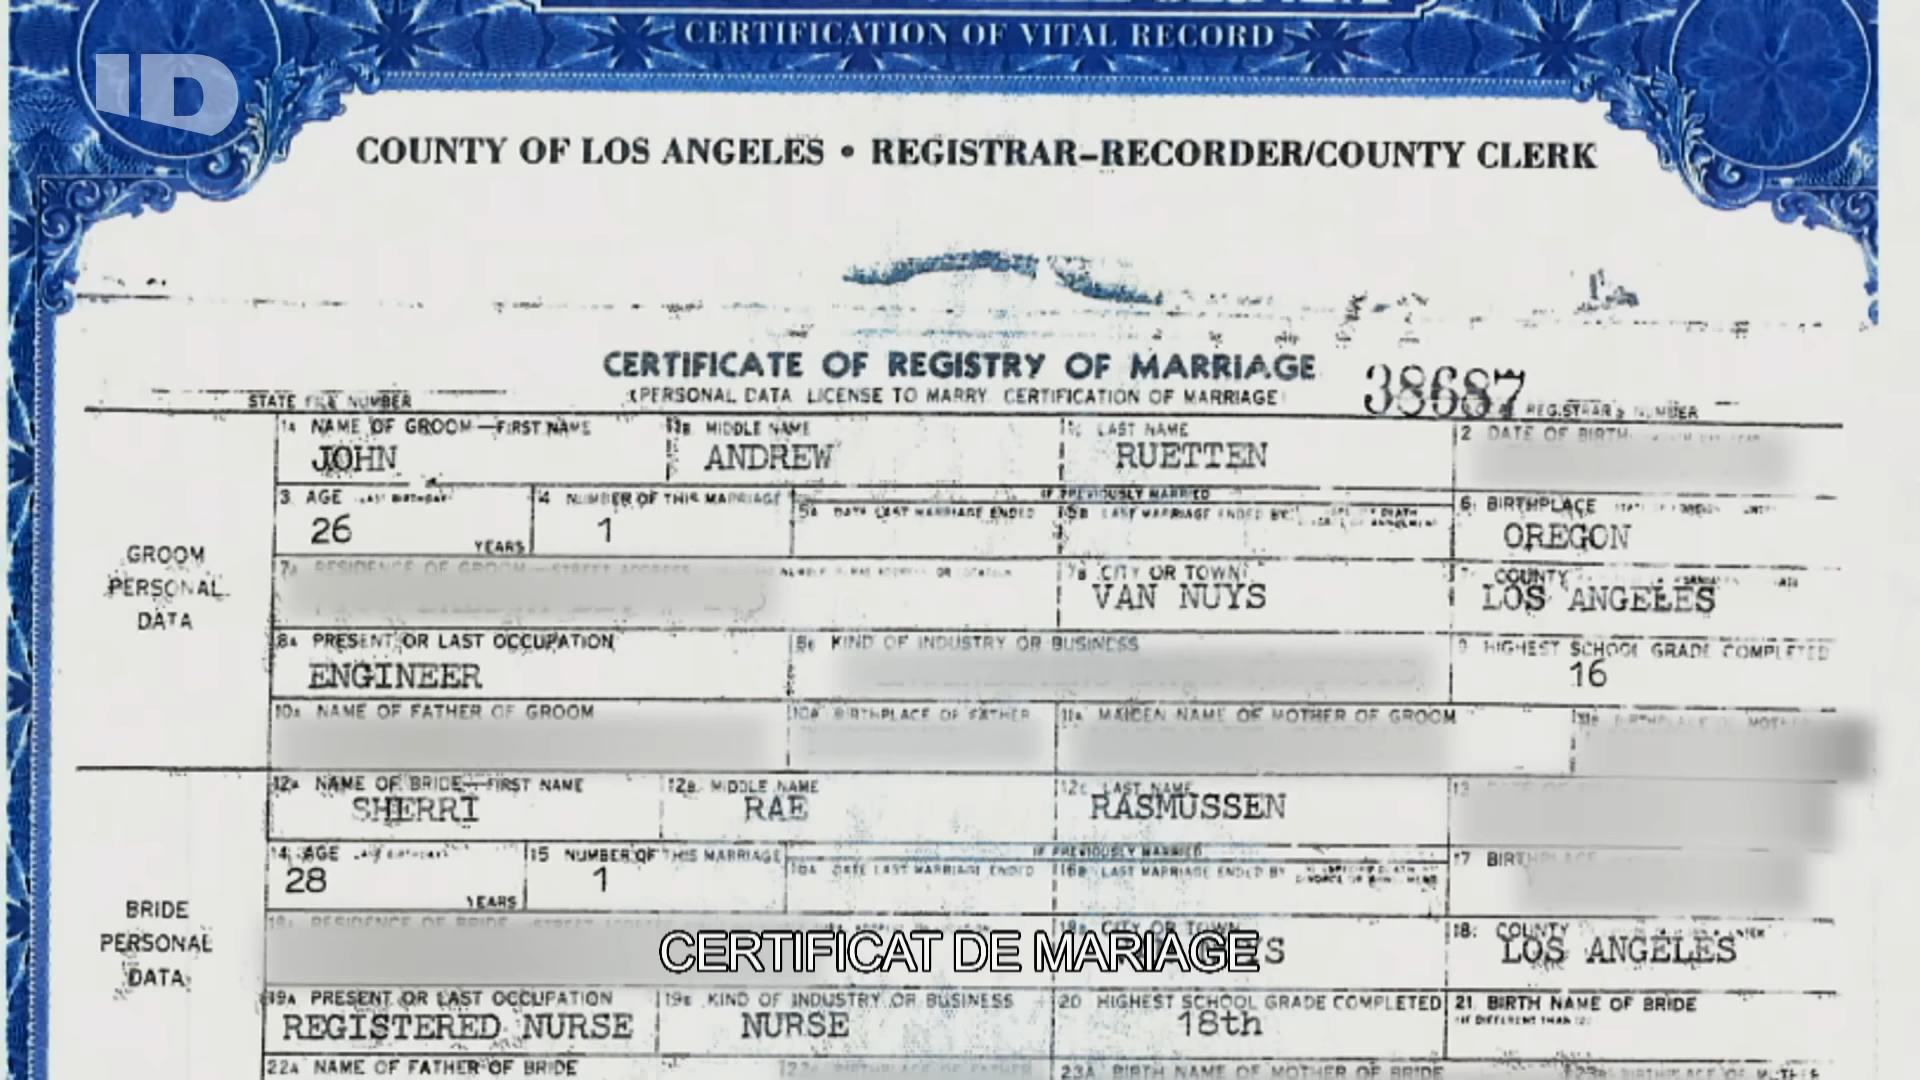 CERTIFICATION OF VITAL RECORD
ID
COUNTY OF LOS ANGELES • REGISTRAR–RECORDER/COUNTY CLERK
CERTIFICATE OF REGISTRY OF MARRIAGE
38687
STATE FILE NUMBER
(PERSONAL DATA LICENSE TO MARRY CERTIFICATION OF MARRIAGE)
REGISTRAR'S NUMBER
GROOM PERSONAL DATA
1A NAME OF GROOM—FIRST NAME
JOHN
1B MIDDLE NAME
ANDREW
1C LAST NAME
RUETTEN
2 DATE OF BIRTH
3. AGE (LAST BIRTHDAY)
26 YEARS
4 NUMBER OF THIS MARRIAGE
1
IF PREVIOUSLY MARRIED
5A DATE LAST MARRIAGE ENDED
5B LAST MARRIAGE ENDED BY
6. BIRTHPLACE
OREGON
7A RESIDENCE OF GROOM—STREET ADDRESS
7B CITY OR TOWN
VAN NUYS
COUNTY
LOS ANGELES
8A PRESENT OR LAST OCCUPATION
ENGINEER
KIND OF INDUSTRY OR BUSINESS
9 HIGHEST SCHOOL GRADE COMPLETED
16
10A NAME OF FATHER OF GROOM
10B BIRTHPLACE OF FATHER
11A MAIDEN NAME OF MOTHER OF GROOM
BRIDE PERSONAL DATA
12A NAME OF BRIDE—FIRST NAME
SHERRI
12B MIDDLE NAME
RAE
12C LAST NAME
RASMUSSEN
13
14. AGE
28 YEARS
15 NUMBER OF THIS MARRIAGE
1
IF PREVIOUSLY MARRIED
16A DATE LAST MARRIAGE ENDED
16B LAST MARRIAGE ENDED BY
17 BIRTHPLACE
18A RESIDENCE OF BRIDE STREET
CITY OR TOWN
COUNTY
LOS ANGELES
CERTIFICAT DE MARIAGE
19A PRESENT OR LAST OCCUPATION
REGISTERED NURSE
19B KIND OF INDUSTRY OR BUSINESS
NURSE
20 HIGHEST SCHOOL GRADE COMPLETED
18th
21. BIRTH NAME OF BRIDE
(IF DIFFERENT THAN 12)
22A NAME OF FATHER OF BRIDE
BIRTHPLACE OF FATHER
23A BIRTH NAME OF MOTHER OF BRIDE
BIRTHPLACE OF MOTHER